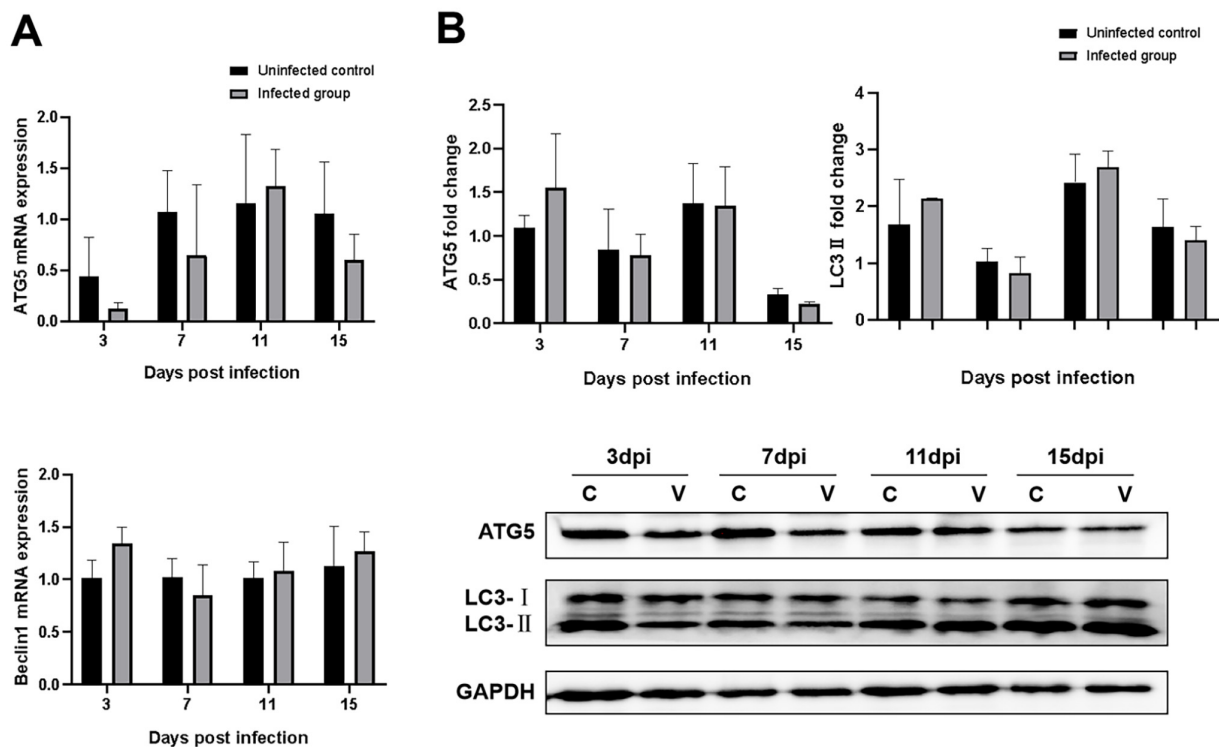 A
Uninfected control
Infected group
ATG5 mRNA expression
2.0
1.5
1.0
0.5
0.0
3 7 11 15
Days post infection
Beclin1 mRNA expression
2.0
1.5
1.0
0.5
0.0
3 7 11 15
Days post infection
B
ATG5 fold change
2.5
2.0
1.5
1.0
0.5
0.0
3 7 11 15
Days post infection
Uninfected control
Infected group
LC3Ⅱ fold change
4
3
2
1
0
Days post infection
3dpi 7dpi 11dpi 15dpi
C V C V C V C V
ATG5
LC3-Ⅰ
LC3-Ⅱ
GAPDH